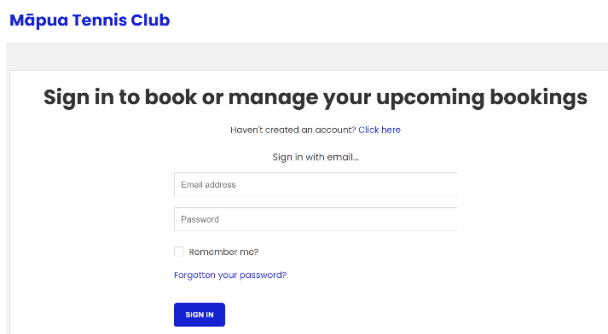 Māpua Tennis Club
Sign in to book or manage your upcoming bookings
Haven't created an account? Click here
Sign in with email...
Email address
Password
Remember me?
Forgotten your password?
SIGN IN